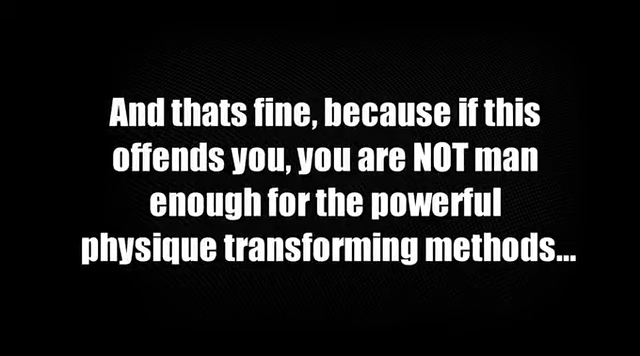 And thats fine, because if this
offends you, you are NOT man
enough for the powerful
physique transforming methods...